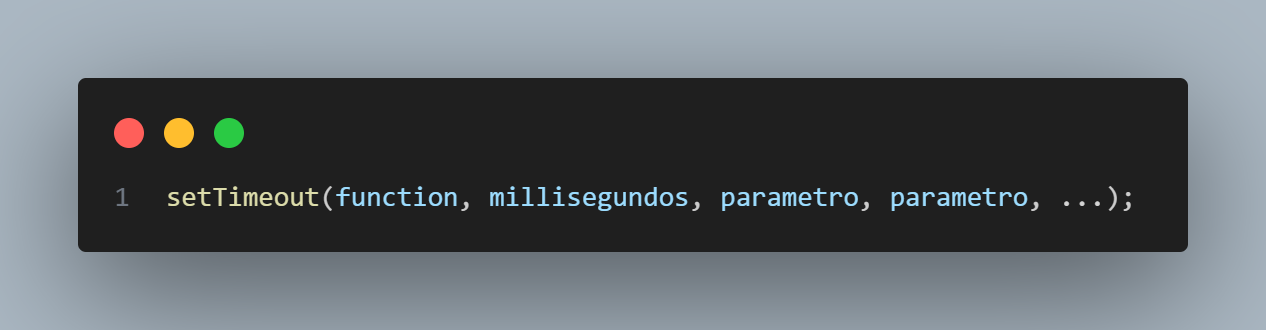 1 setTimeout(function, millisegundos, parametro, parametro, ...);